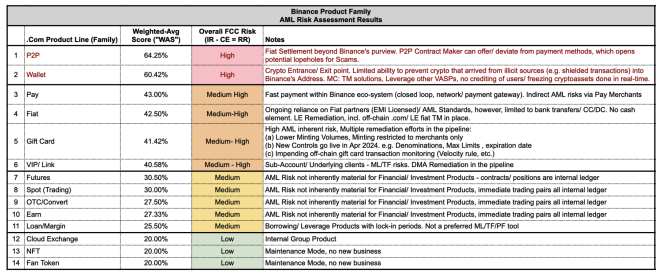 Binance Product Family
AML Risk Assessment Results
.Com Product Line (Family) Weighted-Avg Score ("WAS") Overall FCC Risk (IR - CE = RR) Notes
1 P2P 64.25% High Fiat Settlement beyond Binance's purview. P2P Contract Maker can offer/ deviate from payment methods, which opens
potential lopholes for Scams.
2 Wallet 60.42% High Crypto Entrance/ Exit point. Limited ability to prevent crypto that arrived from illicit sources (e.g. shielded transactions) into
Binance's Address. MC: TM solutions, Leverage other VASPs, no crediting of users/ freezing cryptoassets done in real-time.
3 Pay 43.00% Medium High Fast payment within Binance eco-system (closed loop, network/ payment gateway). Indirect AML risks via Pay Merchants
4 Fiat 42.50% Medium- High Ongoing reliance on Fiat partners (EMI Licensed)/ AML Standards, however, limited to bank transfers/ CC/DC. No cash
element. LE Remediation, incl. off-chain .com/ LE fiat TM in place.
5 Gift Card 41.42% Medium- High High AML inherent risk, Multiple remediation efforts in the pipeline:
(a) Lower Minting Volumes, Minting restricted to merchants only
(b) New Controls go live in Apr 2024. e.g. Denominations, Max Limits , expiration date
(c) Impending off-chain gift card transaction monitoring (Velocity rule, etc.)
6 VIP/ Link 40.58% Medium - High Sub-Account/ Underlying clients - ML/TF risks. DMA Remediation in the pipeline
7 Futures 30.50% Medium AML Risk not inherently material for Financial/ Investment Products - contracts/ positions are internal ledger
8 Spot (Trading) 30.00% Medium AML Risk not inherently material for Financial/ Investment Products, immediate trading pairs all internal ledger
9 OTC/Convert 27.50% Medium AML Risk not inherently material for Financial/ Investment Products, immediate trading pairs all internal ledger
10 Earn 27.33% Medium AML Risk not inherently material for Financial/ Investment Products, immediate trading pairs all internal ledger
11 Loan/Margin 25.50% Medium Borrowing/ Leverage Products with lock-in periods. Not a preferred ML/TF/PF tool
12 Cloud Exchange 20.00% Low Internal Group Product
13 NFT 20.00% Low Maintenance Mode, no new business
14 Fan Token 20.00% Low Maintenance Mode, no new business